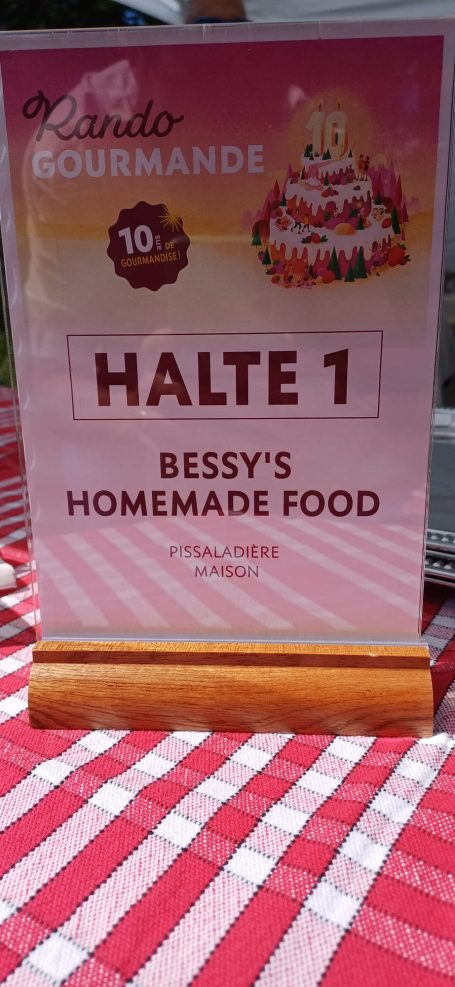 Rando
GOURMANDE
10
10 ans DE
GOURMANDISE!
HALTE 1
BESSY'S
HOMEMADE FOOD
PISSALADIÈRE
MAISON